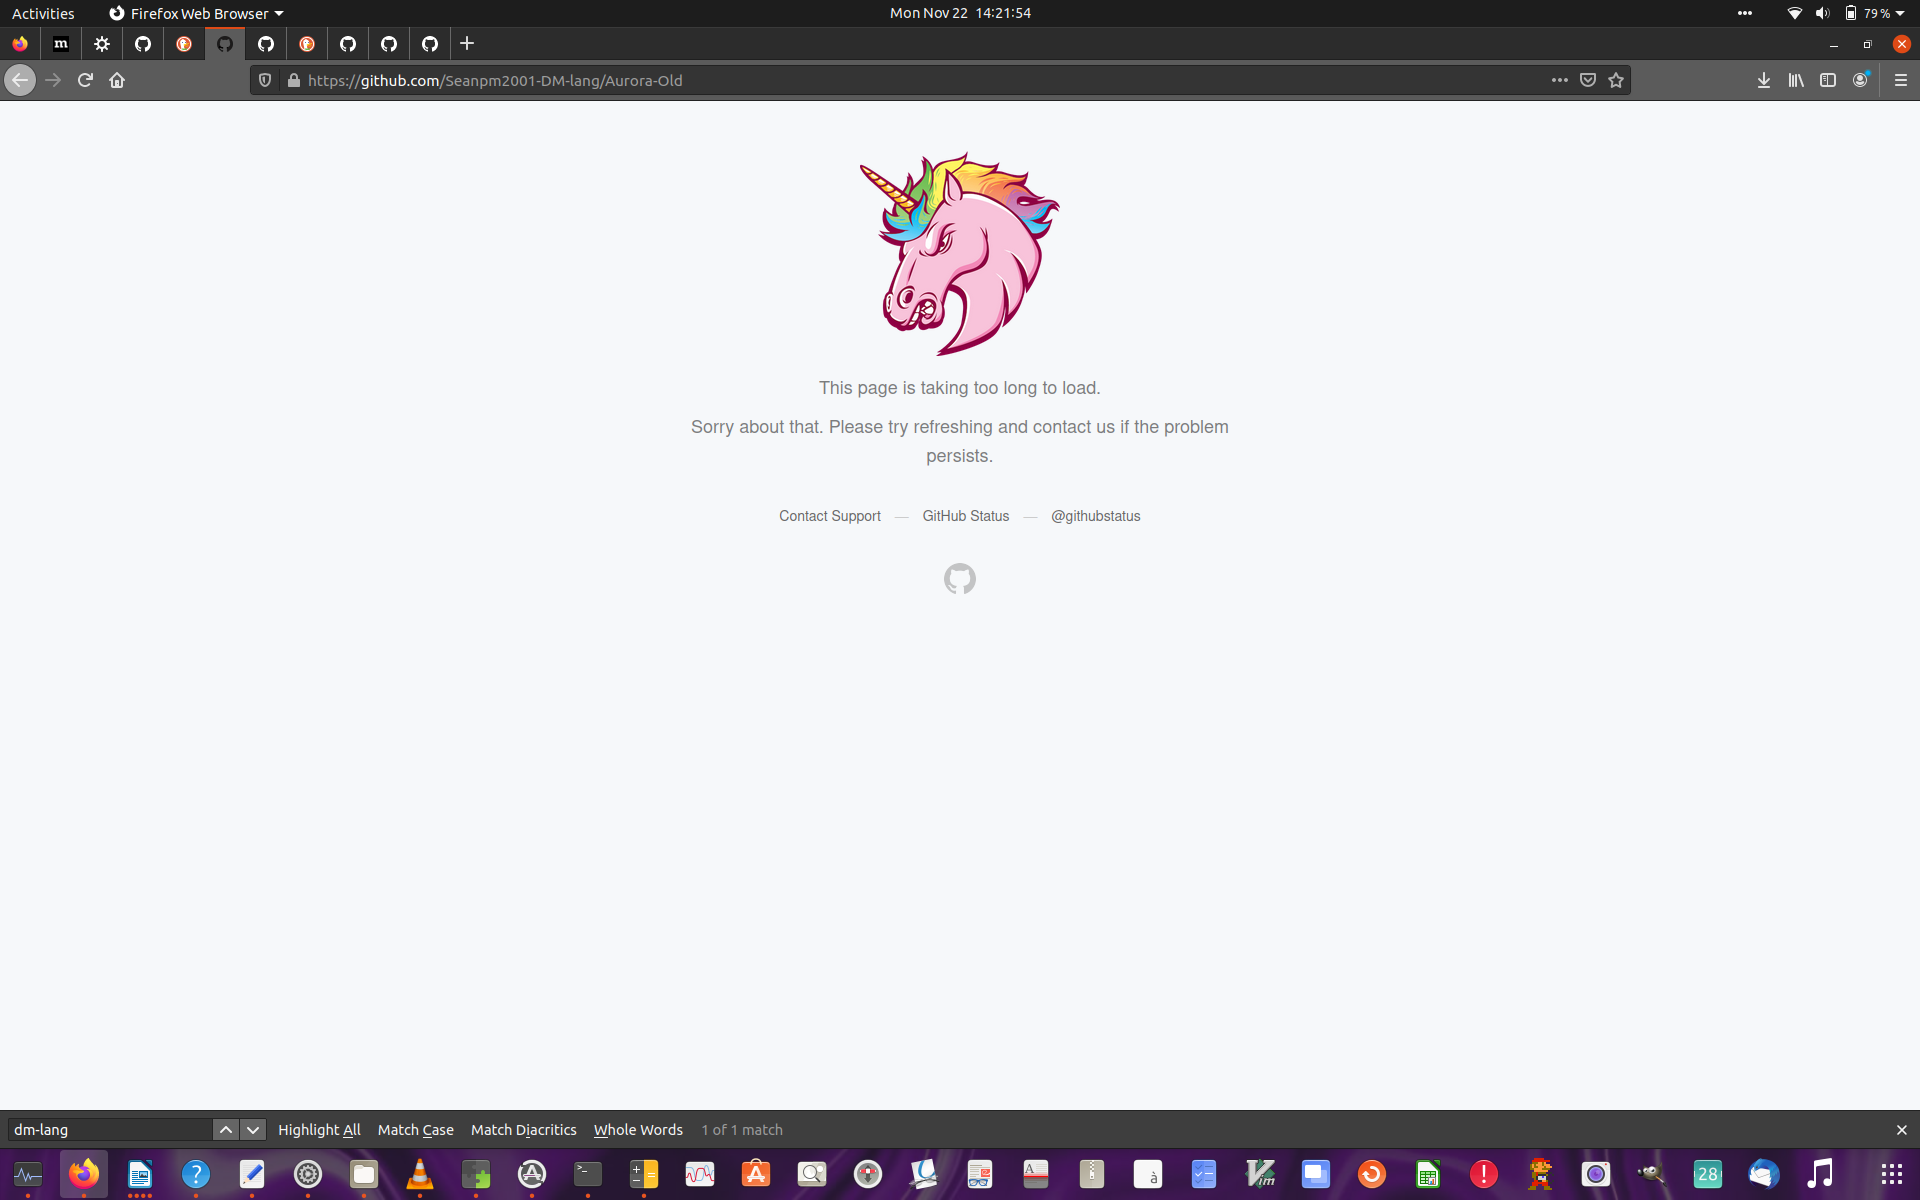 Activities Firefox Web Browser Mon Nov 22 14:21:54 79%
m
https://github.com/Seanpm2001-DM-lang/Aurora-Old
This page is taking too long to load.
Sorry about that. Please try refreshing and contact us if the problem
persists.
Contact Support — GitHub Status — @githubstatus
dm-lang Highlight All Match Case Match Diacritics Whole Words 1 of 1 match
? >_ A à Vim ! 28